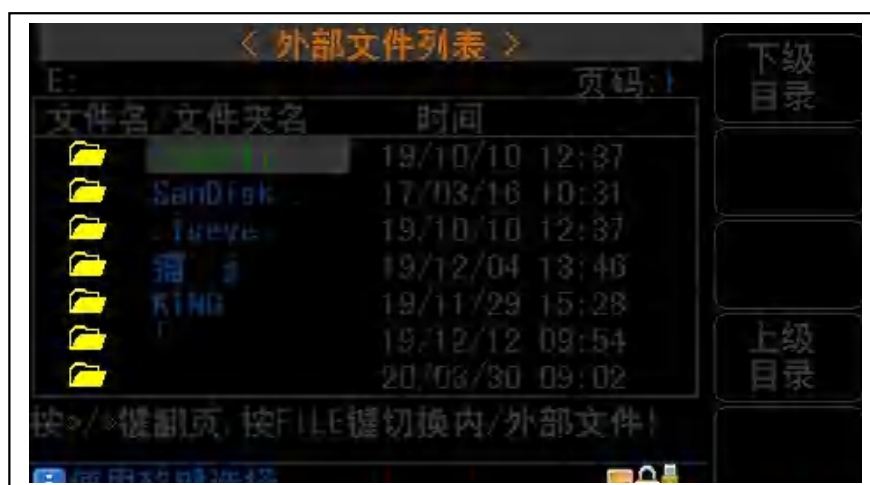 < 外部文件列表 >
E: 页码:1
文件名/文件夹名 时间
19/10/10 12:37
SanDisk 17/03/16 10:31
19/10/10 12:37
19/12/04 13:46
KING 19/11/29 15:28
19/12/12 09:54
20/03/30 09:02
按>/>键翻页,按FILE键切换内/外部文件!
下级
目录
上级
目录